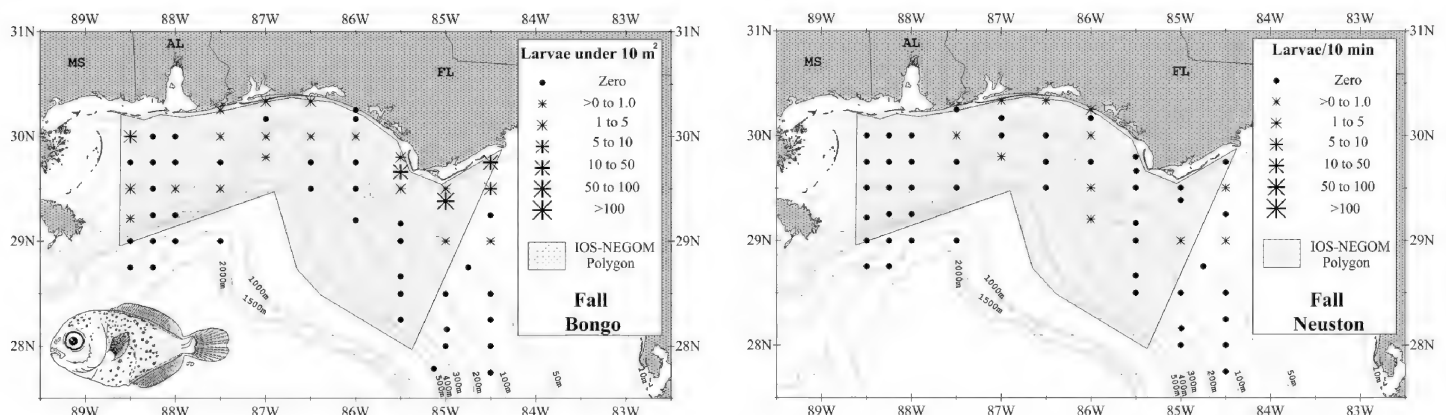 89W 88W 87W 86W 85W 84W 83W
31N
30N
29N
28N
MS
AL
FL
Larvae under 10 m²
Zero
>0 to 1.0
1 to 5
5 to 10
10 to 50
50 to 100
>100
IOS-NEGOM
Polygon
Fall
Bongo
2000m
1000m
1500m
500m
400m
300m
200m
100m
50m
10m
89W 88W 87W 86W 85W 84W 83W
89W 88W 87W 86W 85W 84W 83W
31N
31N
30N
30N
29N
29N
28N
28N
MS
AL
FL
Larvae/10 min
Zero
>0 to 1.0
1 to 5
5 to 10
10 to 50
50 to 100
>100
IOS-NEGOM
Polygon
Fall
Neuston
2000m
1000m
1500m
500m
400m
300m
200m
100m
50m
10m
89W 88W 87W 86W 85W 84W 83W